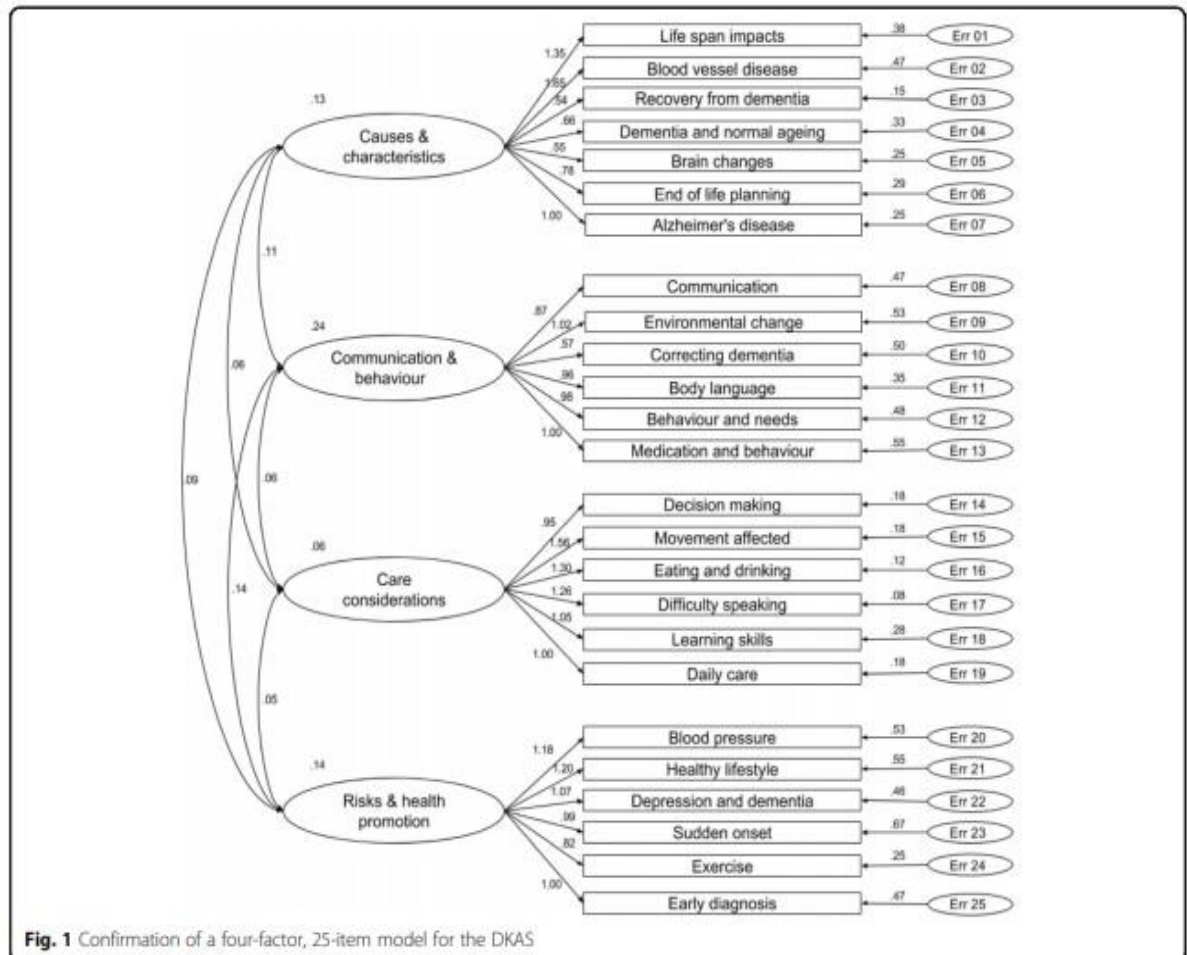 Life span impacts
.38
Err 01
1.35
Blood vessel disease
.47
Err 02
.13
.54
Recovery from dementia
.15
Err 03
Causes &
characteristics
.66
Dementia and normal ageing
.33
Err 04
.55
Brain changes
.25
Err 05
.78
End of life planning
.29
Err 06
1.00
Alzheimer's disease
.25
Err 07
.11
Communication
.47
Err 08
.87
.24
1.02
Environmental change
.53
Err 09
.57
Correcting dementia
.50
Err 10
Communication &
behaviour
.06
.96
Body language
.35
Err 11
.98
Behaviour and needs
.48
Err 12
1.00
Medication and behaviour
.55
Err 13
.09
.06
Decision making
.18
Err 14
.95
.06
1.56
Movement affected
.18
Err 15
1.30
Eating and drinking
.12
Err 16
Care
considerations
.14
1.26
Difficulty speaking
.08
Err 17
1.05
Learning skills
.28
Err 18
1.00
Daily care
.18
Err 19
.05
Blood pressure
.53
Err 20
1.18
.14
1.20
Healthy lifestyle
.55
Err 21
1.07
Depression and dementia
.46
Err 22
Risks & health
promotion
.99
Sudden onset
.67
Err 23
.82
Exercise
.25
Err 24
1.00
Early diagnosis
.47
Err 25
Fig. 1 Confirmation of a four-factor, 25-item model for the DKAS